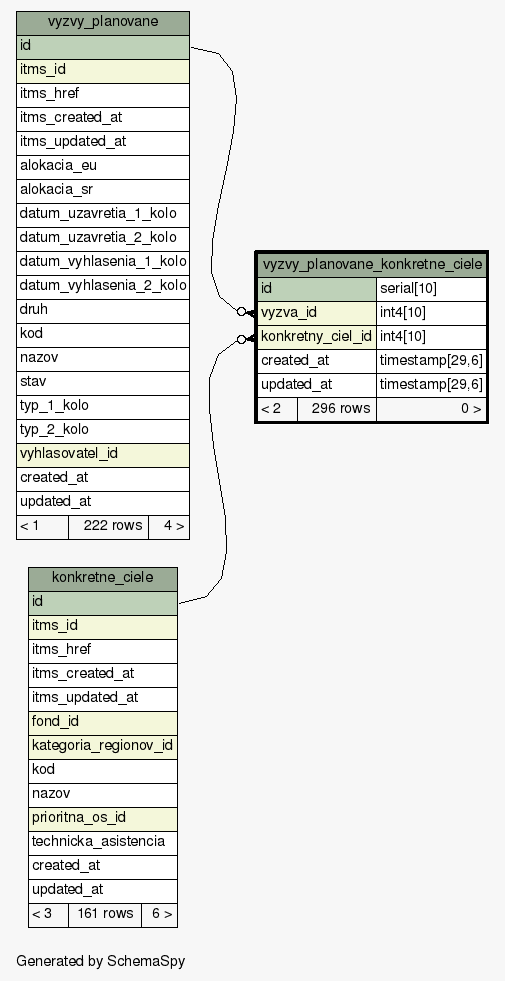 vyzvy_planovane
id
itms_id
itms_href
itms_created_at
itms_updated_at
alokacia_eu
alokacia_sr
datum_uzavretia_1_kolo
datum_uzavretia_2_kolo
datum_vyhlasenia_1_kolo
datum_vyhlasenia_2_kolo
druh
kod
nazov
stav
typ_1_kolo
typ_2_kolo
vyhlasovatel_id
created_at
updated_at
< 1 222 rows 4 >
vyzvy_planovane_konkretne_ciele
id serial[10]
vyzva_id int4[10]
konkretny_ciel_id int4[10]
created_at timestamp[29,6]
updated_at timestamp[29,6]
< 2 296 rows 0 >
konkretne_ciele
id
itms_id
itms_href
itms_created_at
itms_updated_at
fond_id
kategoria_regionov_id
kod
nazov
prioritna_os_id
technicka_asistencia
created_at
updated_at
< 3 161 rows 6 >
Generated by SchemaSpy